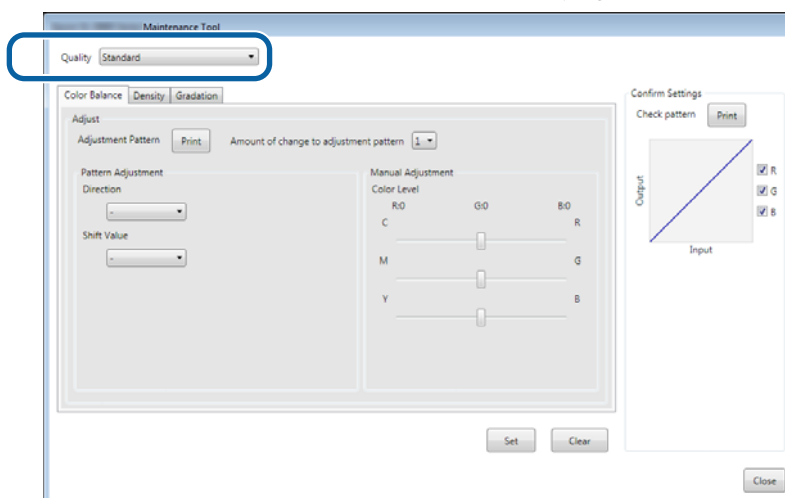 Maintenance Tool
Quality Standard
Color Balance Density Gradation
Adjust
Adjustment Pattern Print Amount of change to adjustment pattern 1
Pattern Adjustment
Direction
-
Shift Value
-
Manual Adjustment
Color Level
R:0 G:0 B:0
C R
M G
Y B
Set Clear
Confirm Settings
Check pattern Print
Output
R
G
B
Input
Close